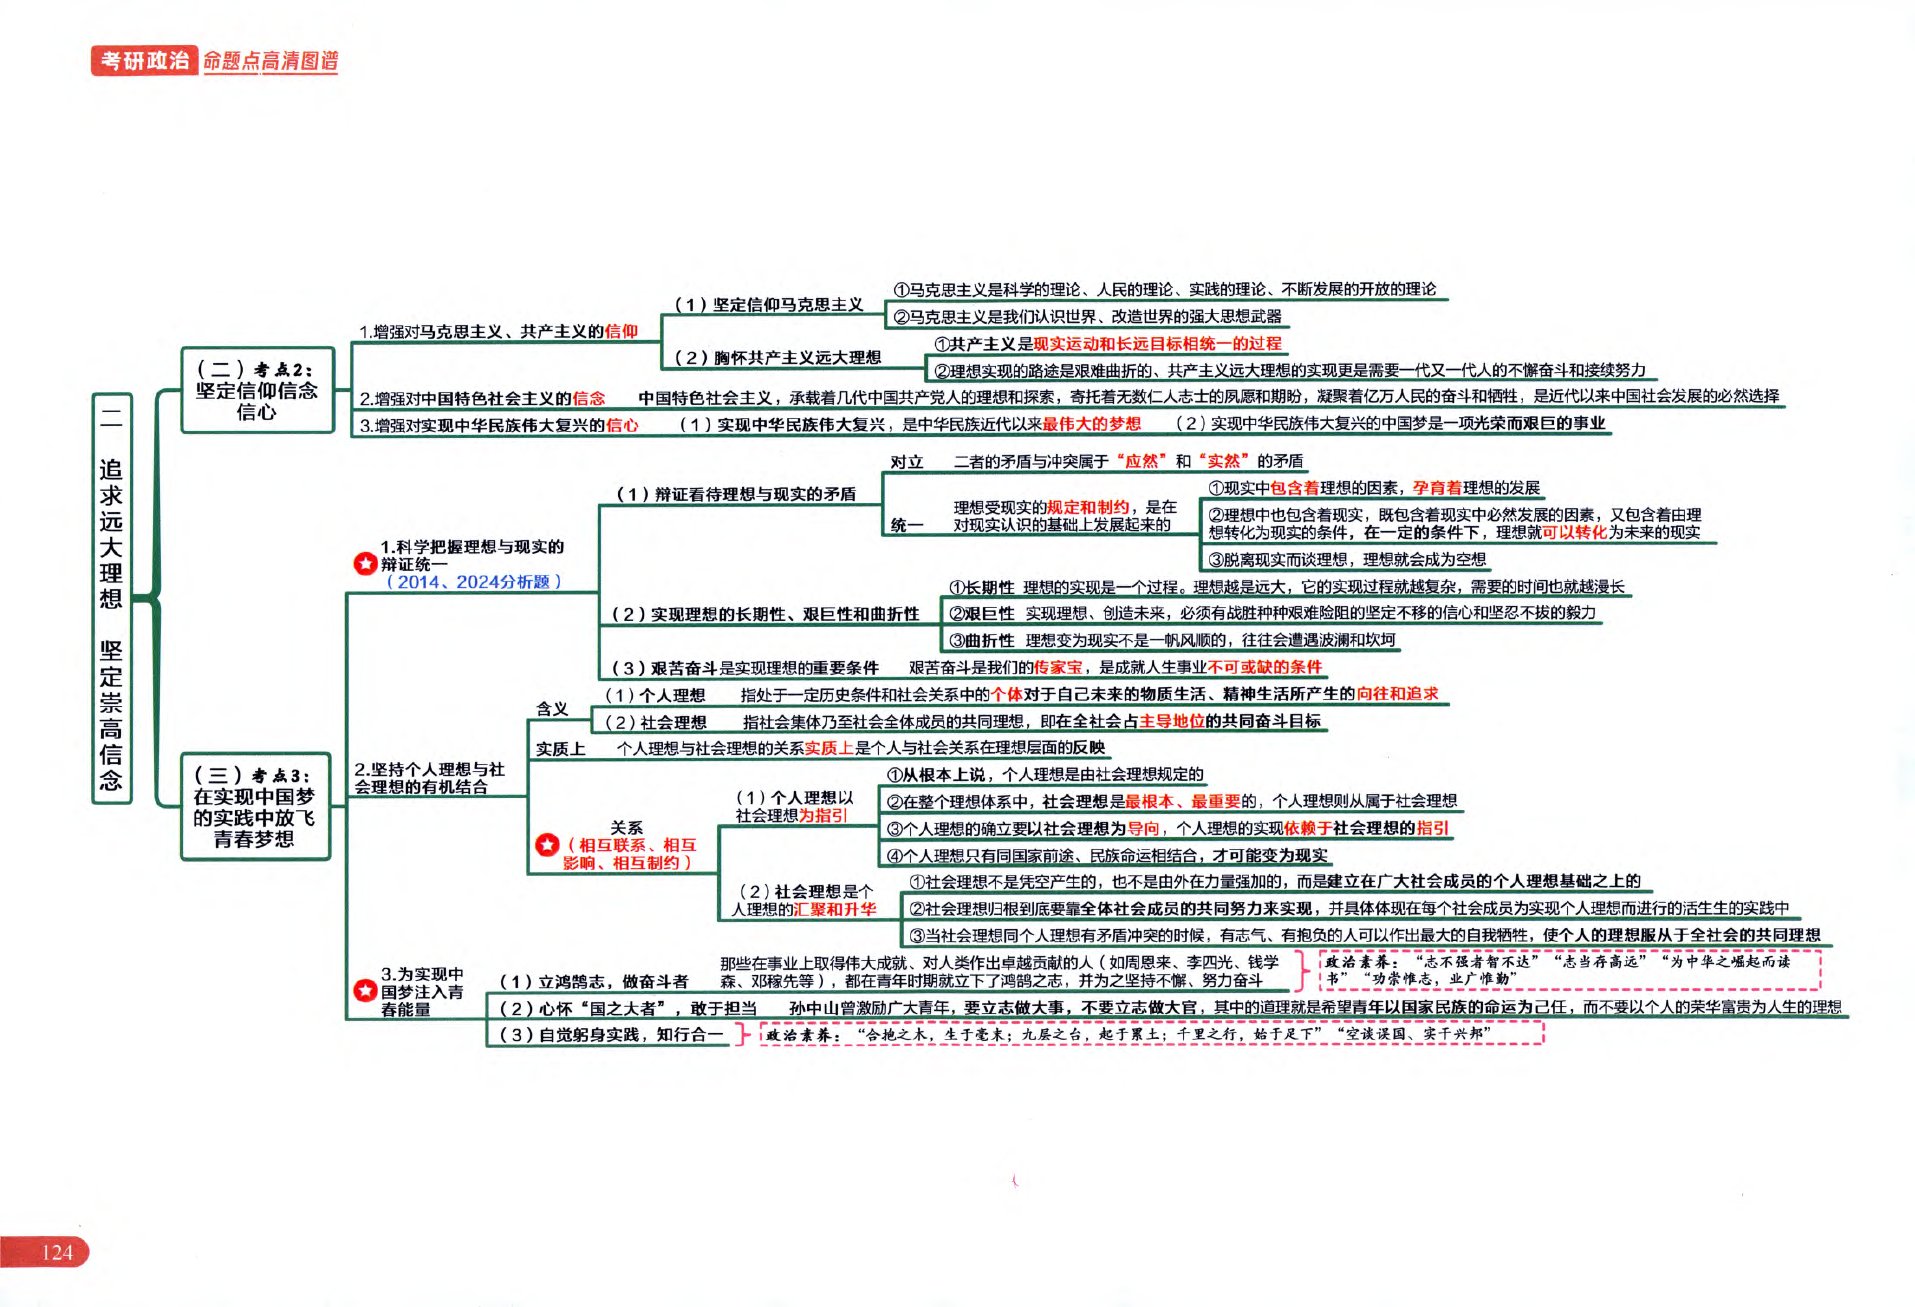 考研政治 命题点高清图谱
二 追求远大理想 坚定崇高信念
（二）考点2：
坚定信仰信念
信心
1.增强对马克思主义、共产主义的信仰
（1）坚定信仰马克思主义
①马克思主义是科学的理论、人民的理论、实践的理论、不断发展的开放的理论
②马克思主义是我们认识世界、改造世界的强大思想武器
（2）胸怀共产主义远大理想
①共产主义是现实运动和长远目标相统一的过程
②理想实现的路途是艰难曲折的、共产主义远大理想的实现更是需要一代又一代人的不懈奋斗和接续努力
2.增强对中国特色社会主义的信念 中国特色社会主义，承载着几代中国共产党人的理想和探索，寄托着无数仁人志士的夙愿和期盼，凝聚着亿万人民的奋斗和牺牲，是近代以来中国社会发展的必然选择
3.增强对实现中华民族伟大复兴的信心 （1）实现中华民族伟大复兴，是中华民族近代以来最伟大的梦想 （2）实现中华民族伟大复兴的中国梦是一项光荣而艰巨的事业
（三）考点3：
在实现中国梦
的实践中放飞
青春梦想
1.科学把握理想与现实的
辩证统一
（2014、2024分析题）
（1）辩证看待理想与现实的矛盾
对立 二者的矛盾与冲突属于“应然”和“实然”的矛盾
统一
理想受现实的规定和制约，是在
对现实认识的基础上发展起来的
①现实中包含着理想的因素，孕育着理想的发展
②理想中也包含着现实，既包含着现实中必然发展的因素，又包含着由理
想转化为现实的条件，在一定的条件下，理想就可以转化为未来的现实
③脱离现实而谈理想，理想就会成为空想
（2）实现理想的长期性、艰巨性和曲折性
①长期性 理想的实现是一个过程。理想越是远大，它的实现过程就越复杂，需要的时间也就越漫长
②艰巨性 实现理想、创造未来，必须有战胜种种艰难险阻的坚定不移的信心和坚忍不拔的毅力
③曲折性 理想变为现实不是一帆风顺的，往往会遭遇波澜和坎坷
（3）艰苦奋斗是实现理想的重要条件 艰苦奋斗是我们的传家宝，是成就人生事业不可或缺的条件
2.坚持个人理想与社
会理想的有机结合
含义
（1）个人理想 指处于一定历史条件和社会关系中的个体对于自己未来的物质生活、精神生活所产生的向往和追求
（2）社会理想 指社会集体乃至社会全体成员的共同理想，即在全社会占主导地位的共同奋斗目标
实质上 个人理想与社会理想的关系实质上是个人与社会关系在理想层面的反映
关系
（相互联系、相互
影响、相互制约）
（1）个人理想以
社会理想为指引
①从根本上说，个人理想是由社会理想规定的
②在整个理想体系中，社会理想是最根本、最重要的，个人理想则从属于社会理想
③个人理想的确立要以社会理想为导向，个人理想的实现依赖于社会理想的指引
④个人理想只有同国家前途、民族命运相结合，才可能变为现实
（2）社会理想是个
人理想的汇聚和升华
①社会理想不是凭空产生的，也不是由外在力量强加的，而是建立在广大社会成员的个人理想基础之上的
②社会理想归根到底要靠全体社会成员的共同努力来实现，并具体体现在每个社会成员为实现个人理想而进行的活生生的实践中
③当社会理想同个人理想有矛盾冲突的时候，有志气、有抱负的人可以作出最大的自我牺牲，使个人的理想服从于全社会的共同理想
3.为实现中
国梦注入青
春能量
（1）立鸿鹄志，做奋斗者
那些在事业上取得伟大成就、对人类作出卓越贡献的人（如周恩来、李四光、钱学
森、邓稼先等），都在青年时期就立下了鸿鹄之志，并为之坚持不懈、努力奋斗
政治素养：“志不强者智不达”“志当存高远”“为中华之崛起而读
书”“功崇惟志，业广惟勤”
（2）心怀“国之大者”，敢于担当 孙中山曾激励广大青年，要立志做大事，不要立志做大官，其中的道理就是希望青年以国家民族的命运为己任，而不要以个人的荣华富贵为人生的理想
（3）自觉躬身实践，知行合一
政治素养：“合抱之木，生于毫末；九层之台，起于累土；千里之行，始于足下”“空谈误国、实干兴邦”
124